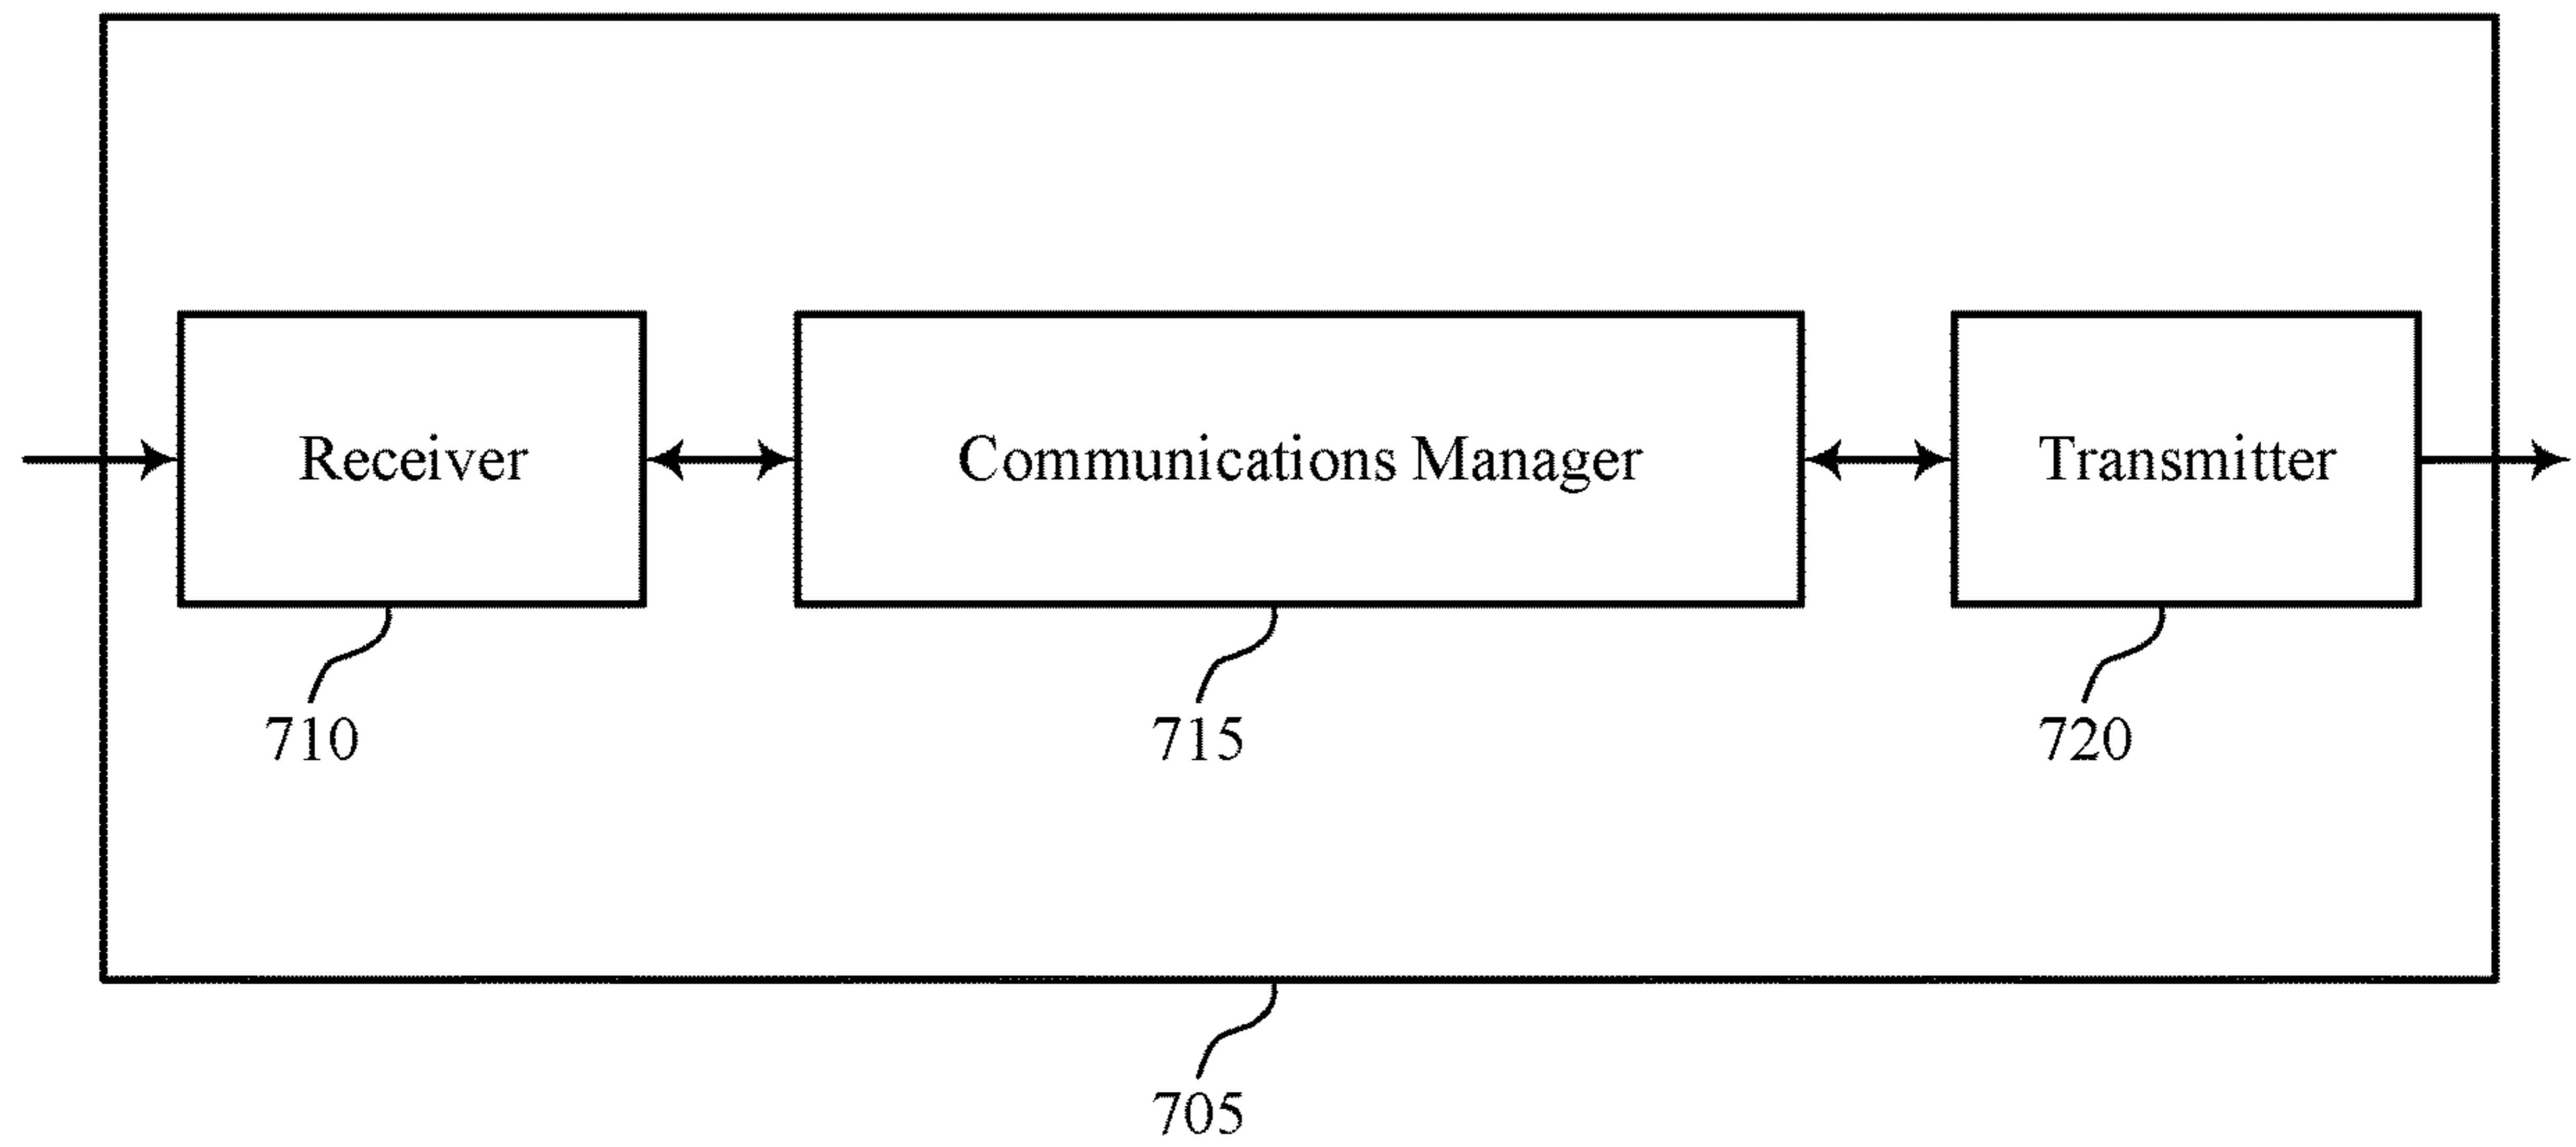 Receiver
Communications Manager
Transmitter
710
715
720
705